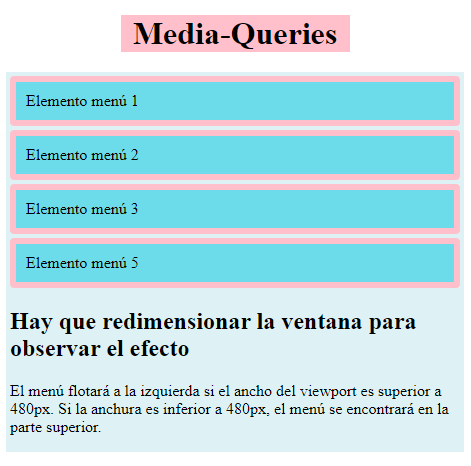 Media-Queries
Elemento menú 1
Elemento menú 2
Elemento menú 3
Elemento menú 5
Hay que redimensionar la ventana para
observar el efecto
El menú flotará a la izquierda si el ancho del viewport es superior a
480px. Si la anchura es inferior a 480px, el menú se encontrará en la
parte superior.